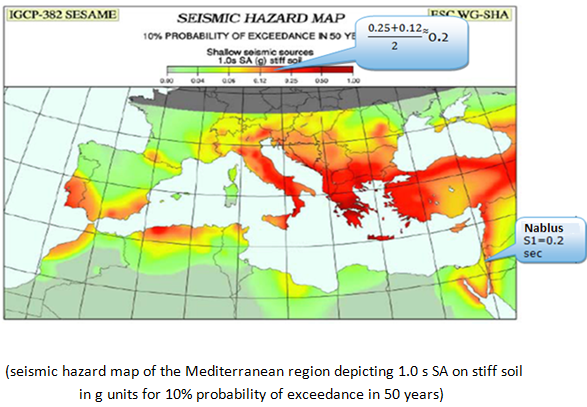 IGCP-382 SESAME
ESC WG-SHA
SEISMIC HAZARD MAP
10% PROBABILITY OF EXCEEDANCE IN 50 YE
Shallow seismic sources
1.0s SA (g) stiff soil
0.00 0.04 0.06 0.12 0.25 0.50 1.00
0.25+0.12≈
2
0.2
Nablus
S1=0.2
sec
(seismic hazard map of the Mediterranean region depicting 1.0 s SA on stiff soil
in g units for 10% probability of exceedance in 50 years)